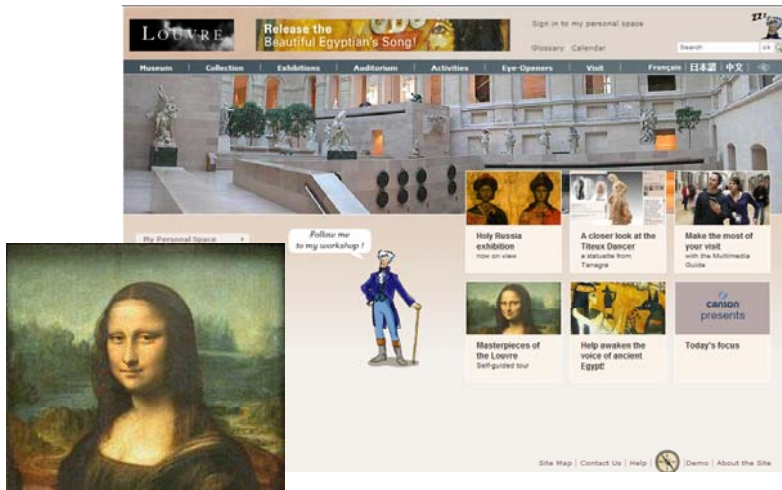 LOUVRE
Release the
Beautiful Egyptian's Song!
Sign in to my personal space
Glossary Calendar
zzz
Search
ok
Museum | Collection | Exhibitions | Auditorium | Activities | Eye-Openers | Visit | Français | 日本語 | 中文
My Personal Space
Follow me
to my workshop !
Holy Russia
exhibition
now on view
A closer look at the
Titeux Dancer
a statuette from
Tanagra
Make the most of
your visit
with the Multimedia
Guide
Masterpieces of
the Louvre
Self-guided tour
Help awaken the
voice of ancient
Egypt!
canson
presents
Today's focus
Site Map | Contact Us | Help | Demo | About the Site